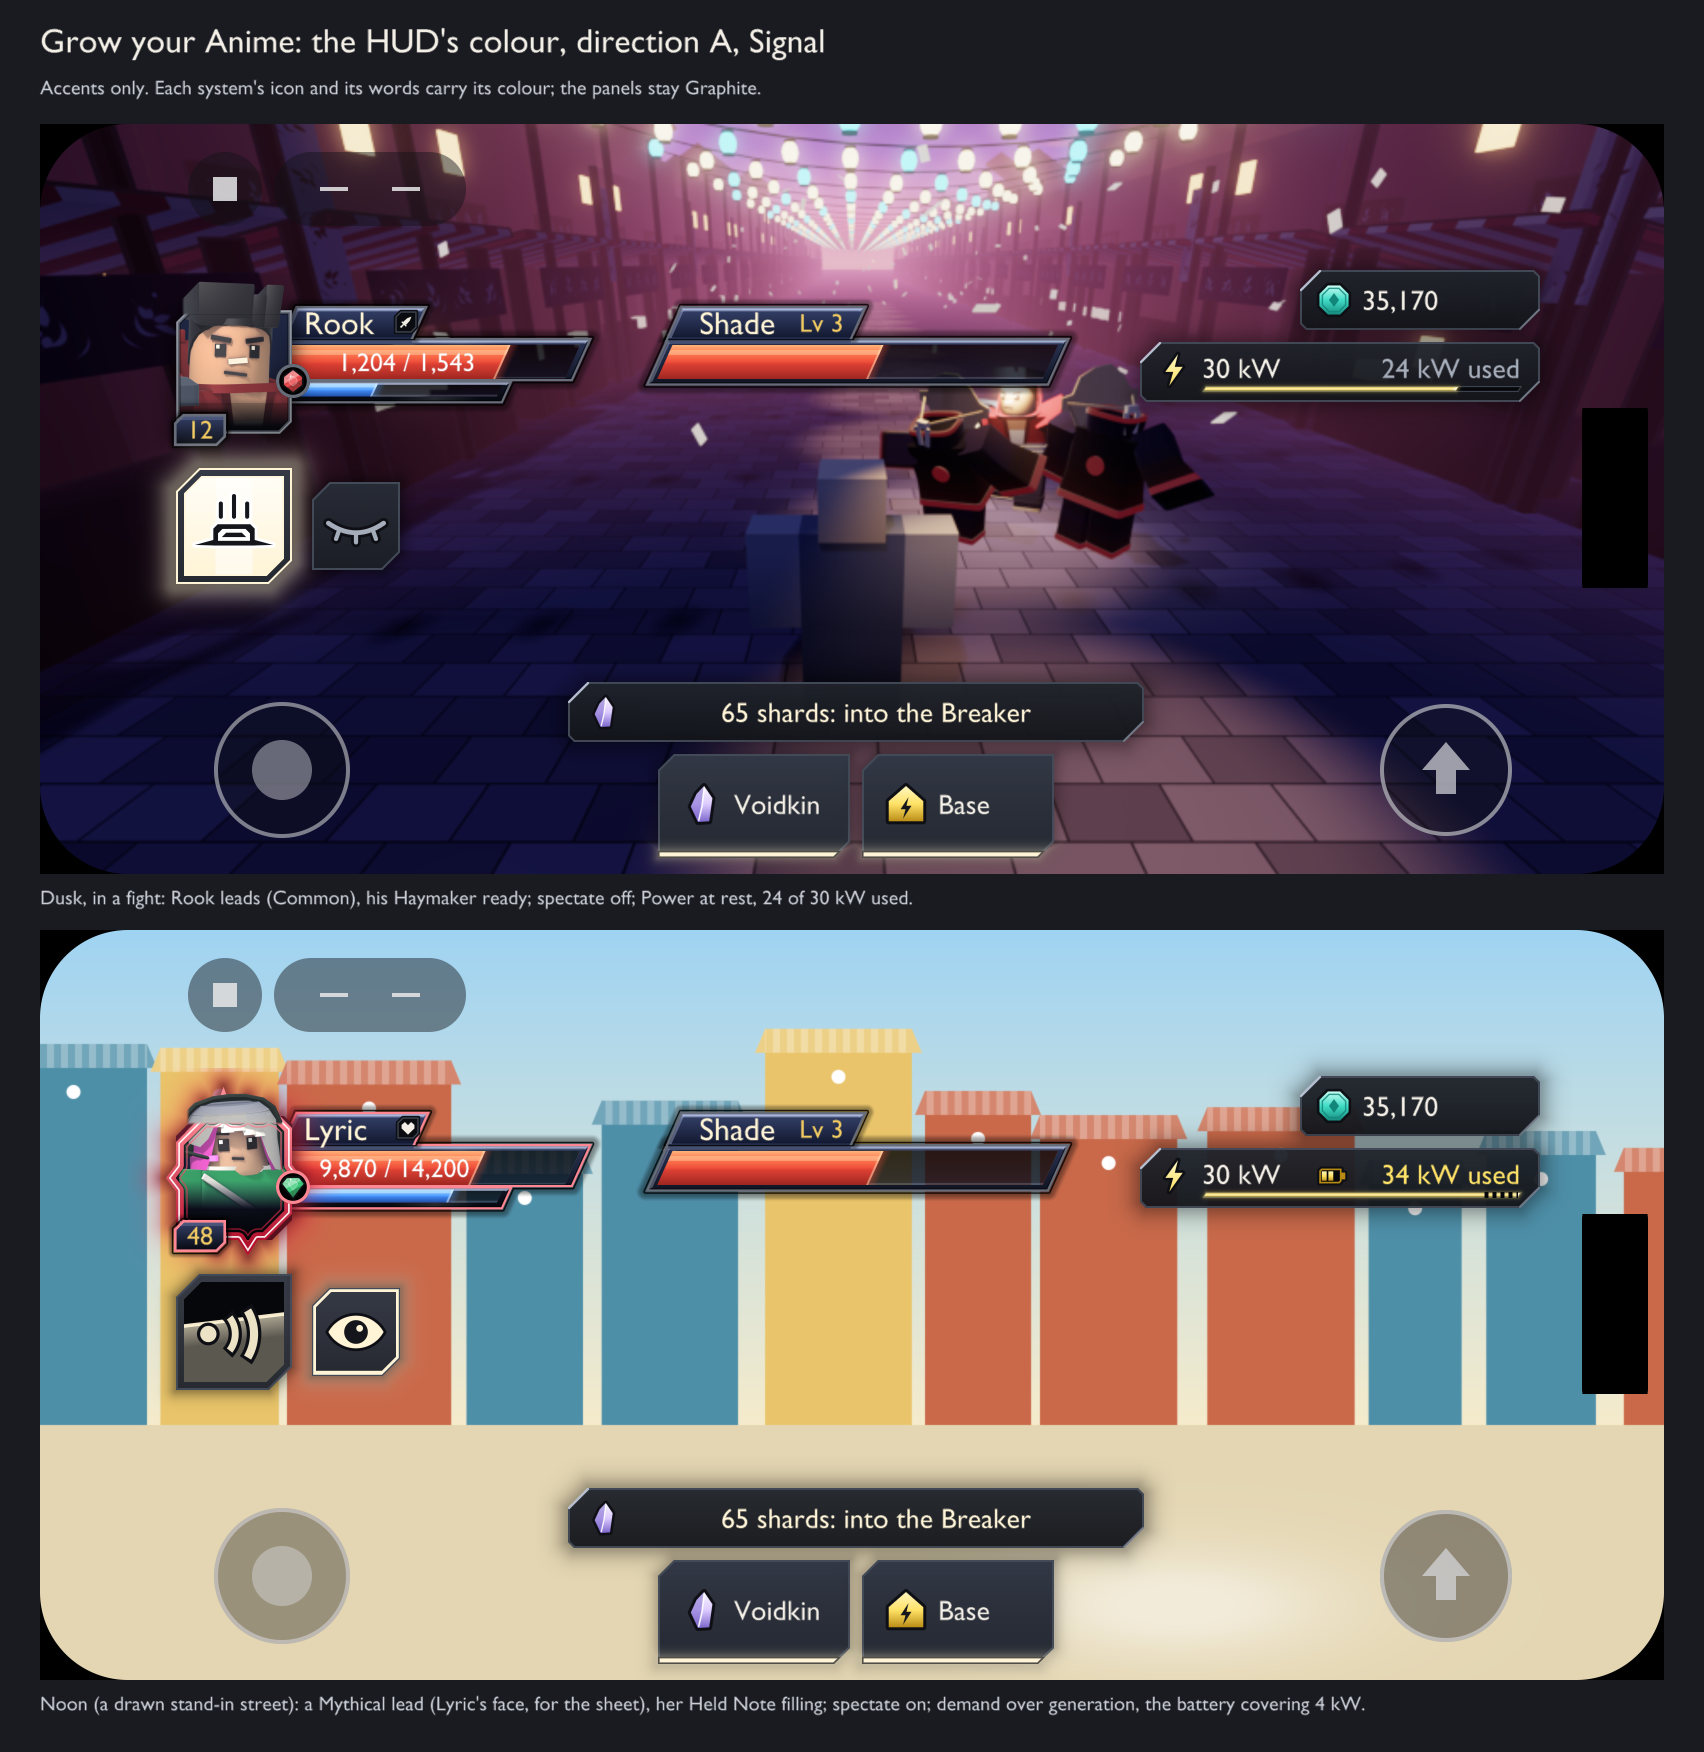 Grow your Anime: the HUD's colour, direction A, Signal
Accents only. Each system's icon and its words carry its colour; the panels stay Graphite.
Rook
1,204 / 1,543
12
Shade Lv 3
35,170
30 kW 24 kW used
65 shards: into the Breaker
Voidkin
Base
Dusk, in a fight: Rook leads (Common), his Haymaker ready; spectate off; Power at rest, 24 of 30 kW used.
Lyric
9,870 / 14,200
48
Shade Lv 3
35,170
30 kW 34 kW used
65 shards: into the Breaker
Voidkin
Base
Noon (a drawn stand-in street): a Mythical lead (Lyric's face, for the sheet), her Held Note filling; spectate on; demand over generation, the battery covering 4 kW.